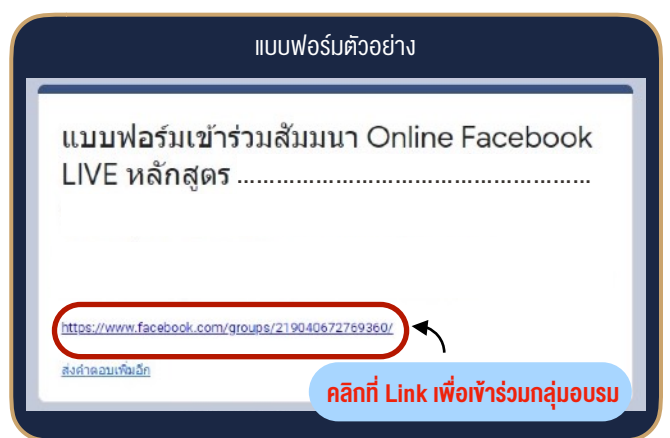 แบบฟอร์มตัวอย่าง
แบบฟอร์มเข้าร่วมสัมมนา Online Facebook
LIVE หลักสูตร ......................................................
https://www.facebook.com/groups/219040672769360/
ส่งคำตอบเพิ่มอีก
คลิกที่ Link เพื่อเข้าร่วมกลุ่มอบรม